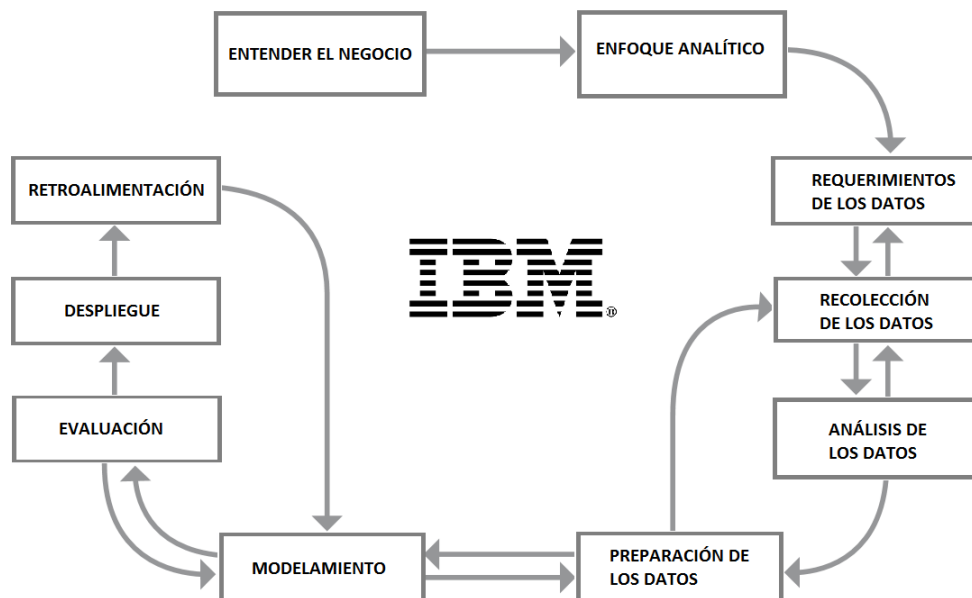 ENTENDER EL NEGOCIO
ENFOQUE ANALÍTICO
REQUERIMIENTOS
DE LOS DATOS
RECOLECCIÓN
DE LOS DATOS
ANÁLISIS DE
LOS DATOS
PREPARACIÓN DE
LOS DATOS
MODELAMIENTO
EVALUACIÓN
DESPLIEGUE
RETROALIMENTACIÓN
IBM®